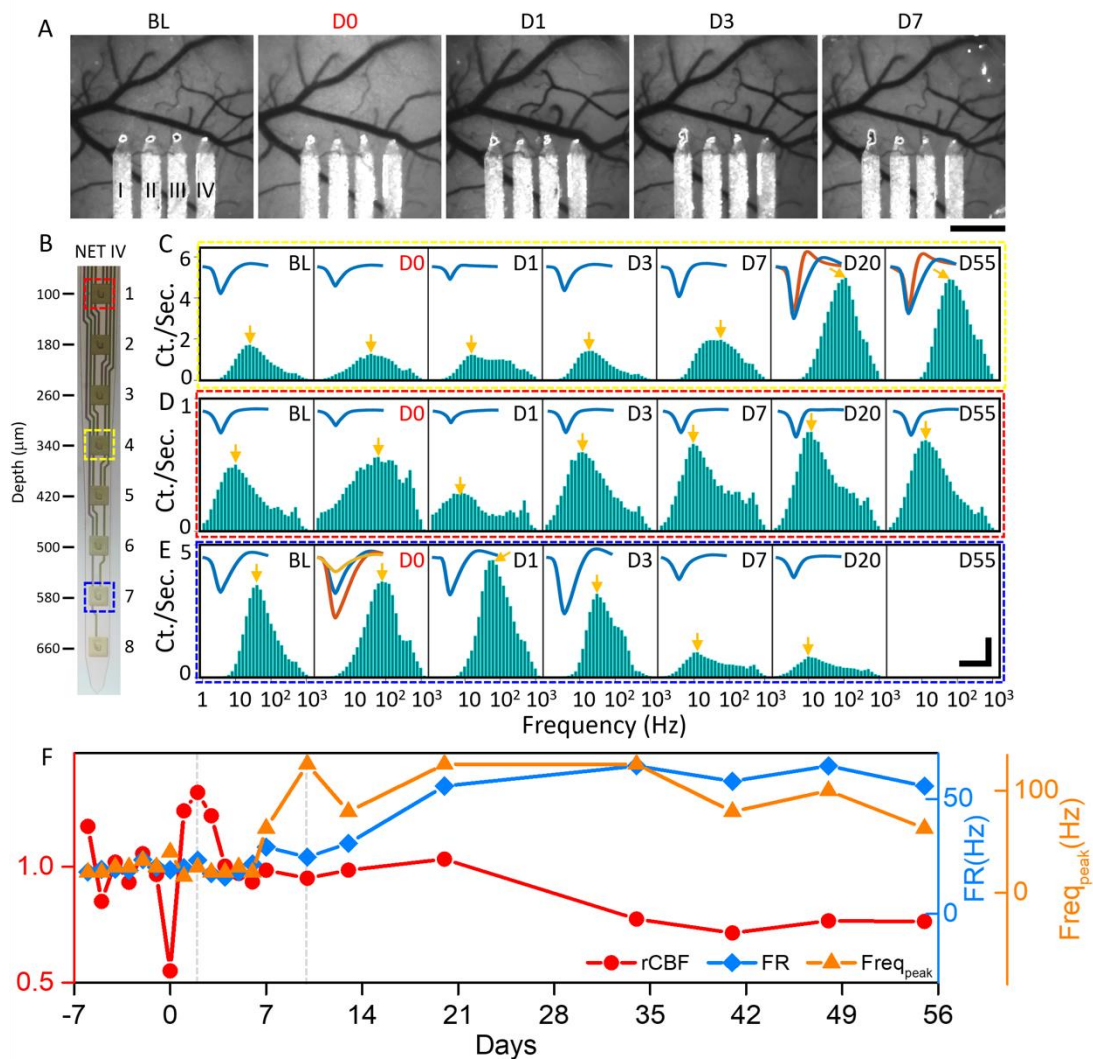 A
BL D0 D1 D3 D7
I II III IV
B
NET IV
Depth (μm)
100 1
180 2
260 3
340 4
420 5
500 6
580 7
660 8
C
Ct./Sec.
6
4
2
0
BL D0 D1 D3 D7 D20 D55
D
Ct./Sec.
1
0
BL D0 D1 D3 D7 D20 D55
E
Ct./Sec.
5
0
BL D0 D1 D3 D7 D20 D55
1 10 10² 10³ 10 10² 10³ 10 10² 10³ 10 10² 10³ 10 10² 10³ 10 10² 10³ 10 10² 10³
Frequency (Hz)
F
1.0
0.5
50
0
FR(Hz)
100
0
Freqpeak(Hz)
rCBF FR Freqpeak
-7 0 7 14 21 28 35 42 49 56
Days